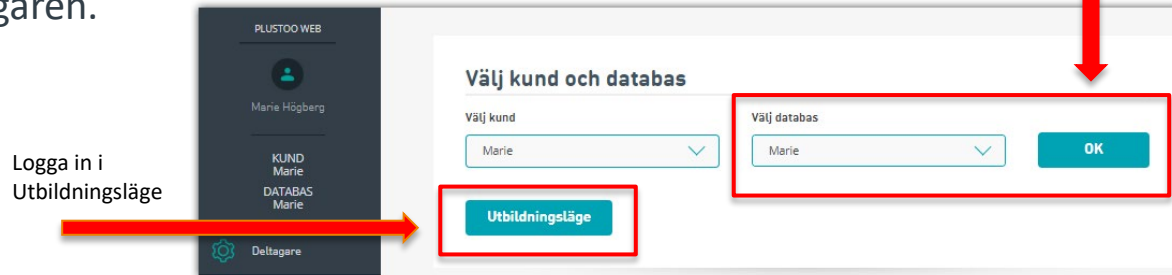 garen.
PLUSTOO WEB
Marie Högberg
KUND
Marie
DATABAS
Marie
Deltagare
Logga in i
Utbildningsläge
Välj kund och databas
Välj kund
Marie
Välj databas
Marie
OK
Utbildningsläge